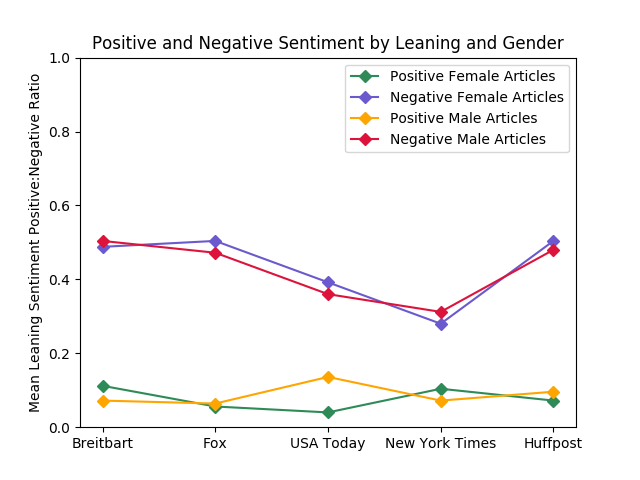 Positive and Negative Sentiment by Leaning and Gender
Mean Leaning Sentiment Positive:Negative Ratio
1.0
0.8
0.6
0.4
0.2
0.0
Positive Female Articles
Negative Female Articles
Positive Male Articles
Negative Male Articles
Breitbart Fox USA Today New York Times Huffpost